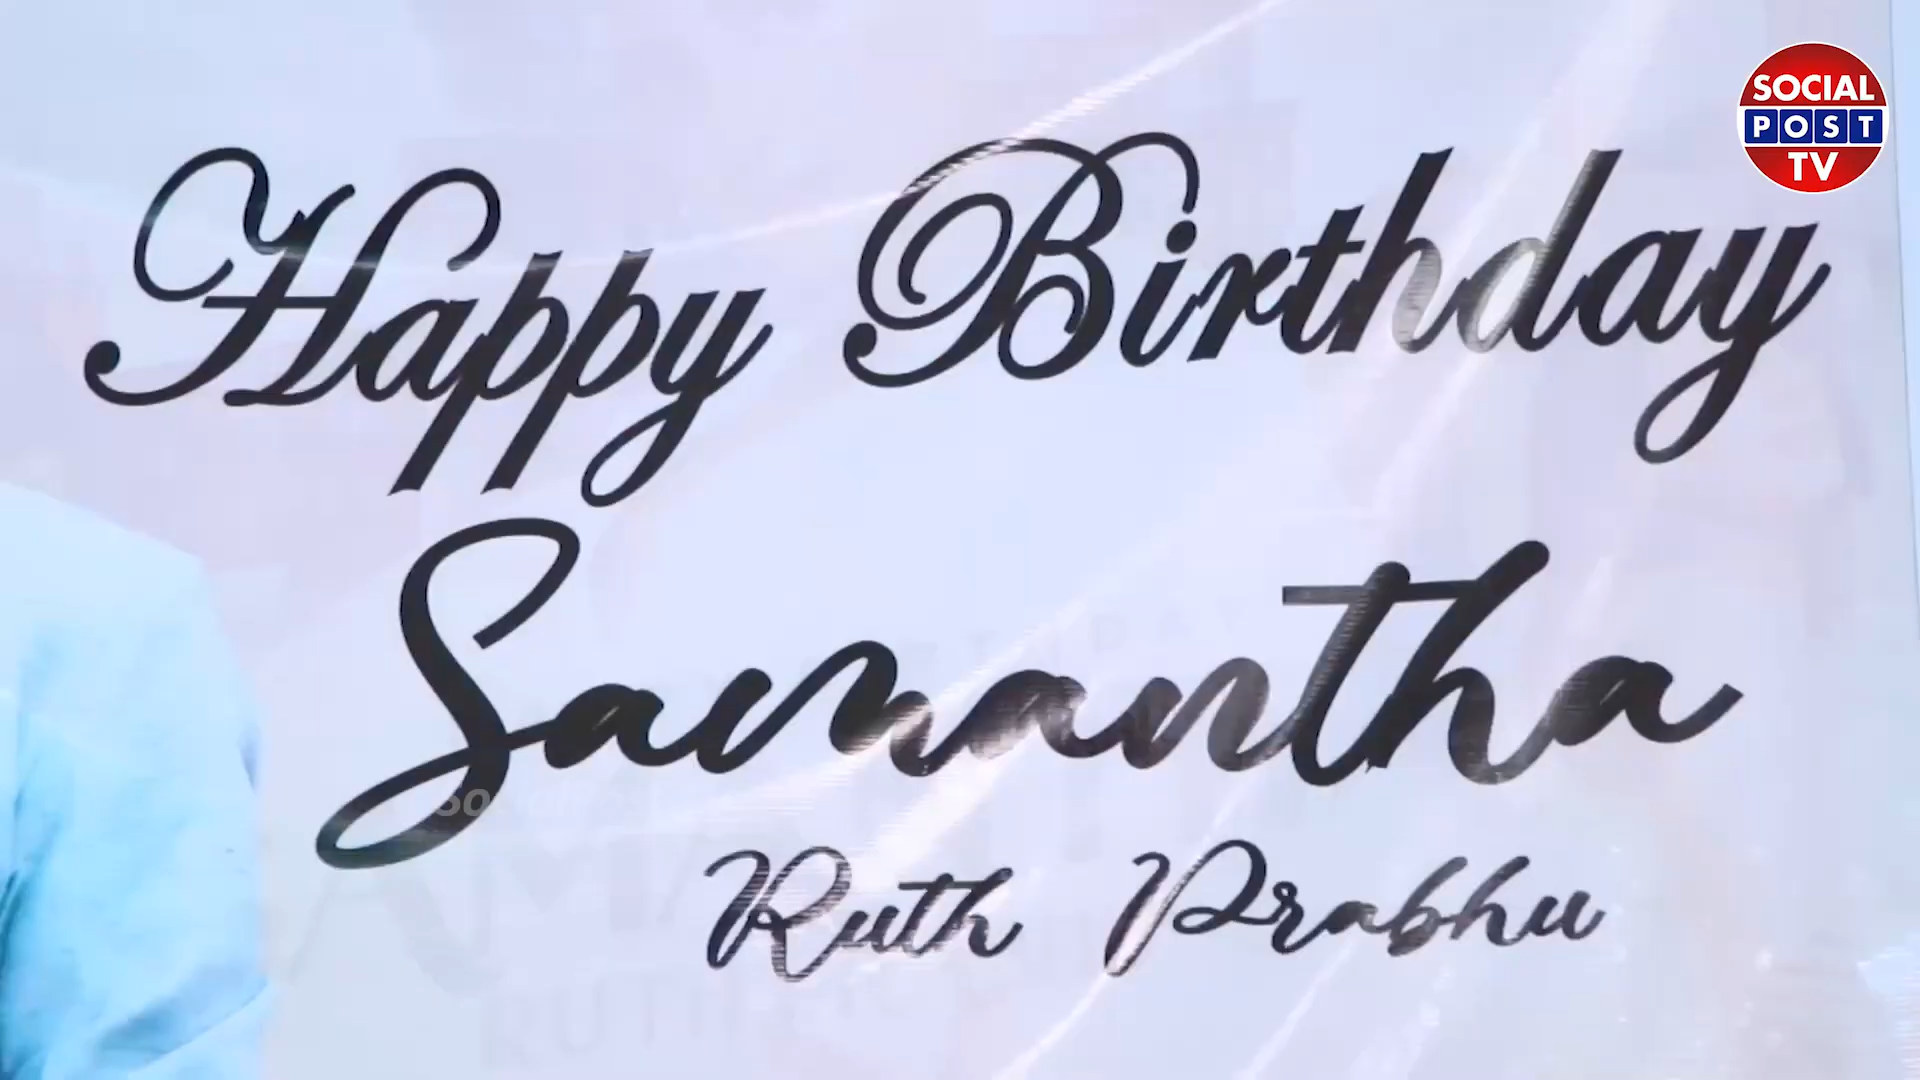 SOCIAL
POST
TV
Happy Birthday
Samantha
Ruth Prabhu